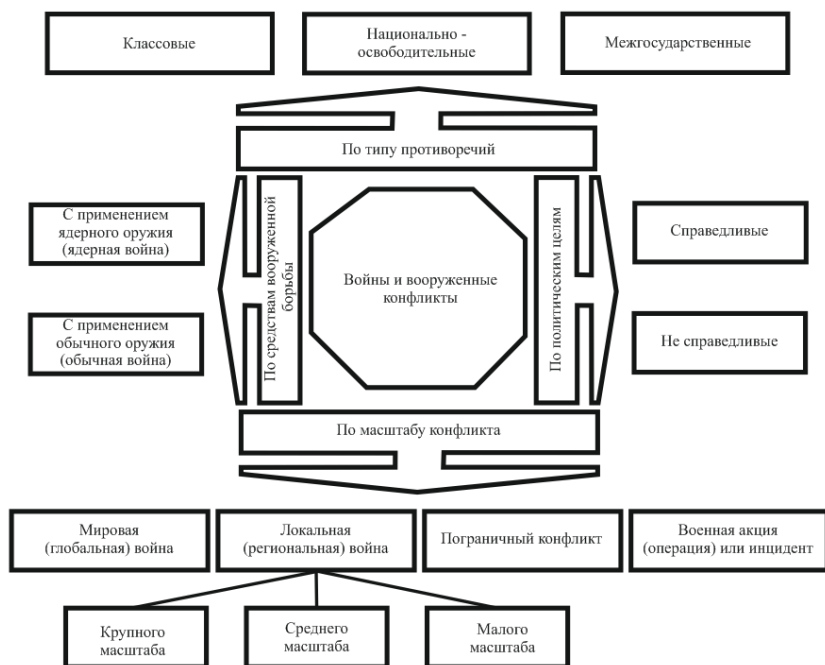 Классовые
Национально -
освободительные
Межгосударственные
По типу противоречий
С применением
ядерного оружия
(ядерная война)
С применением
обычного оружия
(обычная война)
По средствам вооруженной
борьбы
Войны и вооруженные
конфликты
По политическим целям
Справедливые
Не справедливые
По масштабу конфликта
Мировая
(глобальная) война
Локальная
(региональная) война
Пограничный конфликт
Военная акция
(операция) или инцидент
Крупного
масштаба
Среднего
масштаба
Малого
масштаба